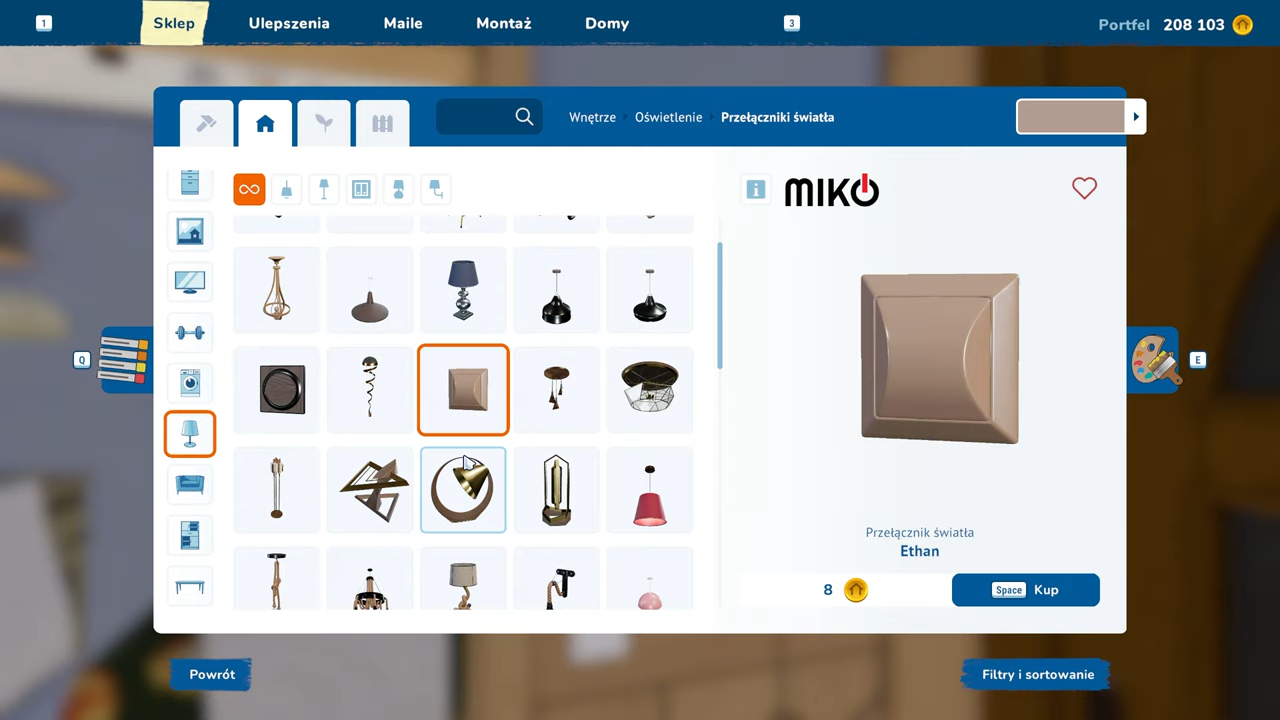 1 Sklep Ulepszenia Maile Montaż Domy 3 Portfel 208 103
Wnętrze Oświetlenie Przełączniki światła
MIKO
Q
E
Przełącznik światła
Ethan
8 Space Kup
Powrót Filtry i sortowanie